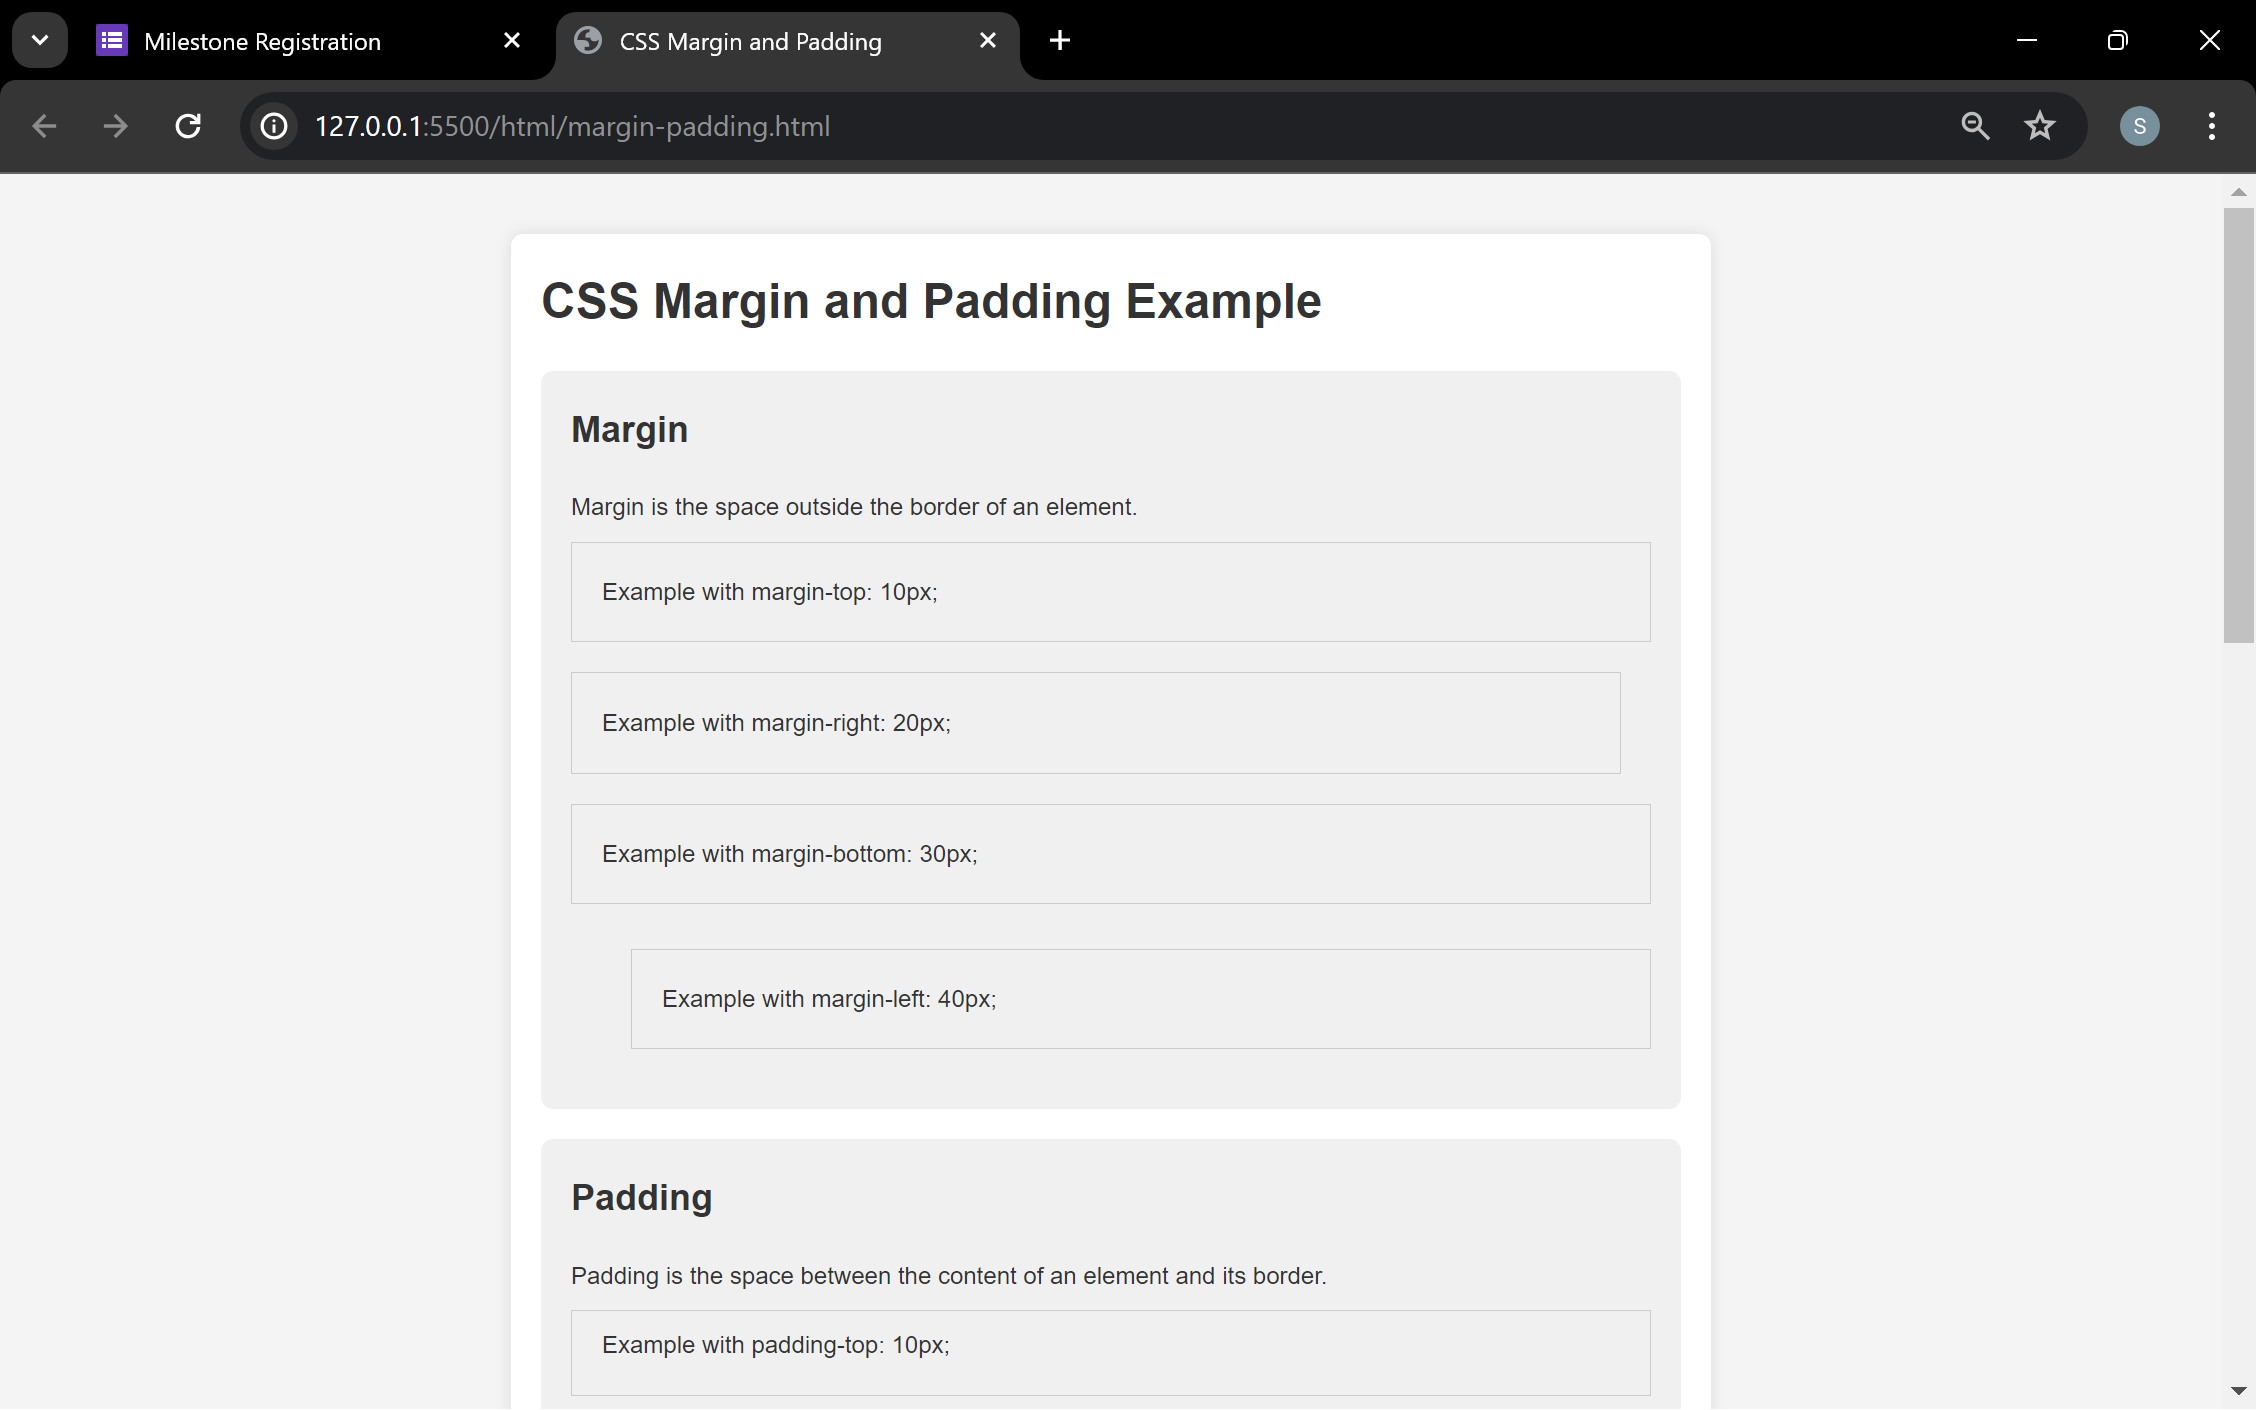 Milestone Registration
CSS Margin and Padding
127.0.0.1:5500/html/margin-padding.html
S
CSS Margin and Padding Example
Margin
Margin is the space outside the border of an element.
Example with margin-top: 10px;
Example with margin-right: 20px;
Example with margin-bottom: 30px;
Example with margin-left: 40px;
Padding
Padding is the space between the content of an element and its border.
Example with padding-top: 10px;